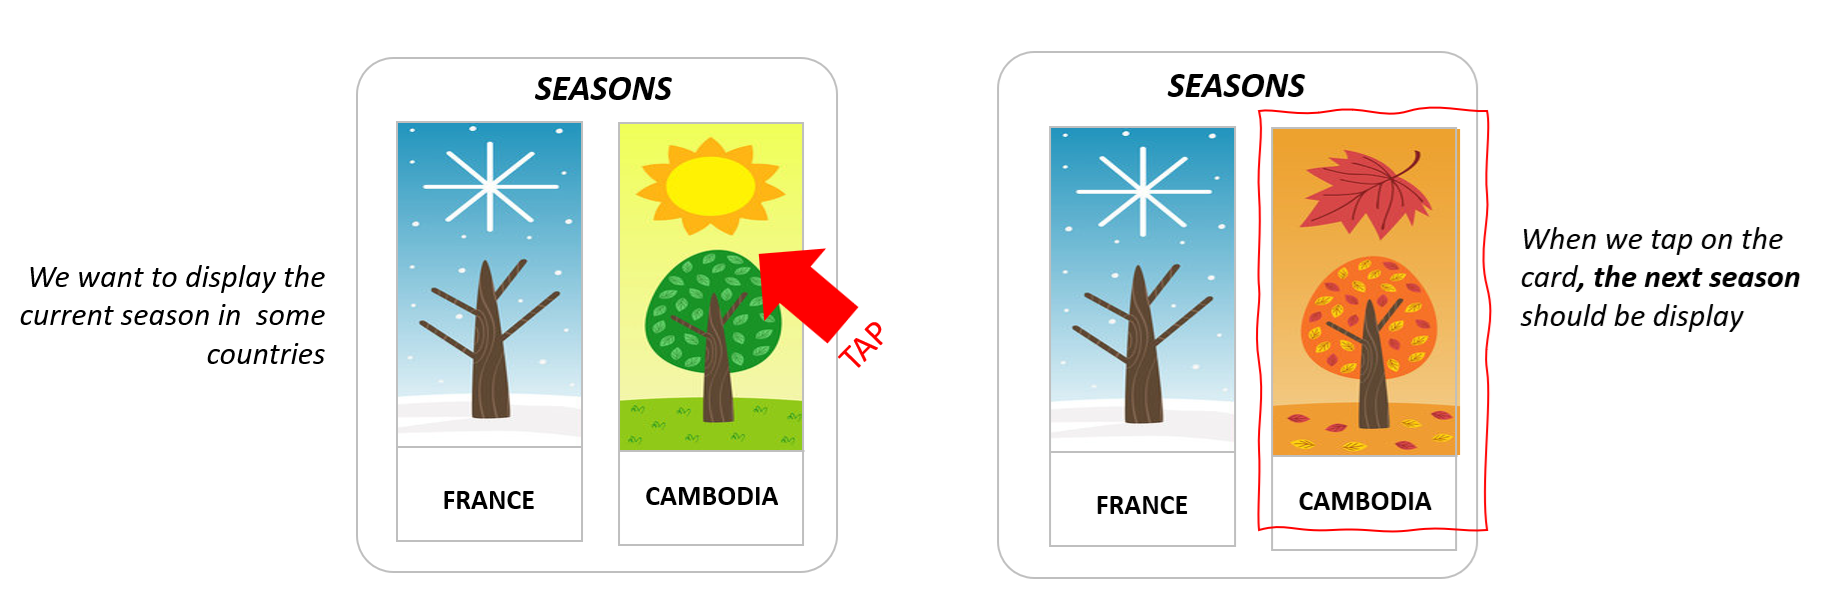 We want to display the
current season in some
countries
SEASONS
FRANCE
CAMBODIA
TAP
SEASONS
FRANCE
CAMBODIA
When we tap on the
card, the next season
should be display